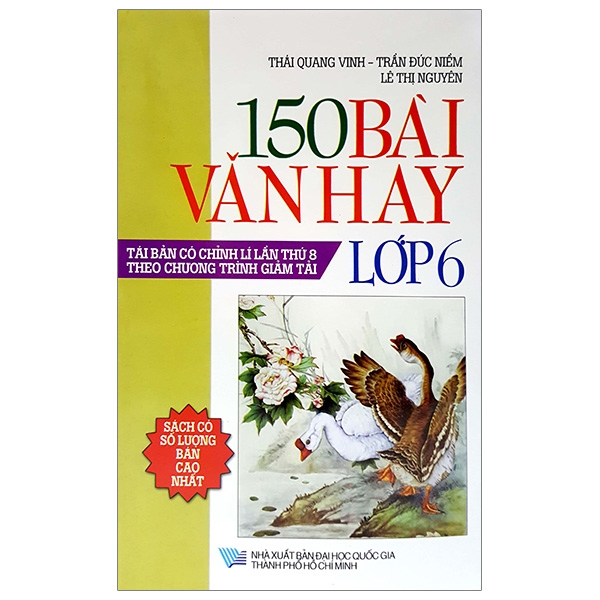 THÁI QUANG VINH – TRẦN ĐỨC NIỀM
LÊ THỊ NGUYÊN
150 BÀI
VĂN HAY
TÁI BẢN CÓ CHỈNH LÍ LẦN THỨ 8
THEO CHƯƠNG TRÌNH GIẢM TẢI
LỚP 6
SÁCH CÓ
SỐ LƯỢNG
BẢN
CAO
NHẤT
NHÀ XUẤT BẢN ĐẠI HỌC QUỐC GIA
THÀNH PHỐ HỒ CHÍ MINH